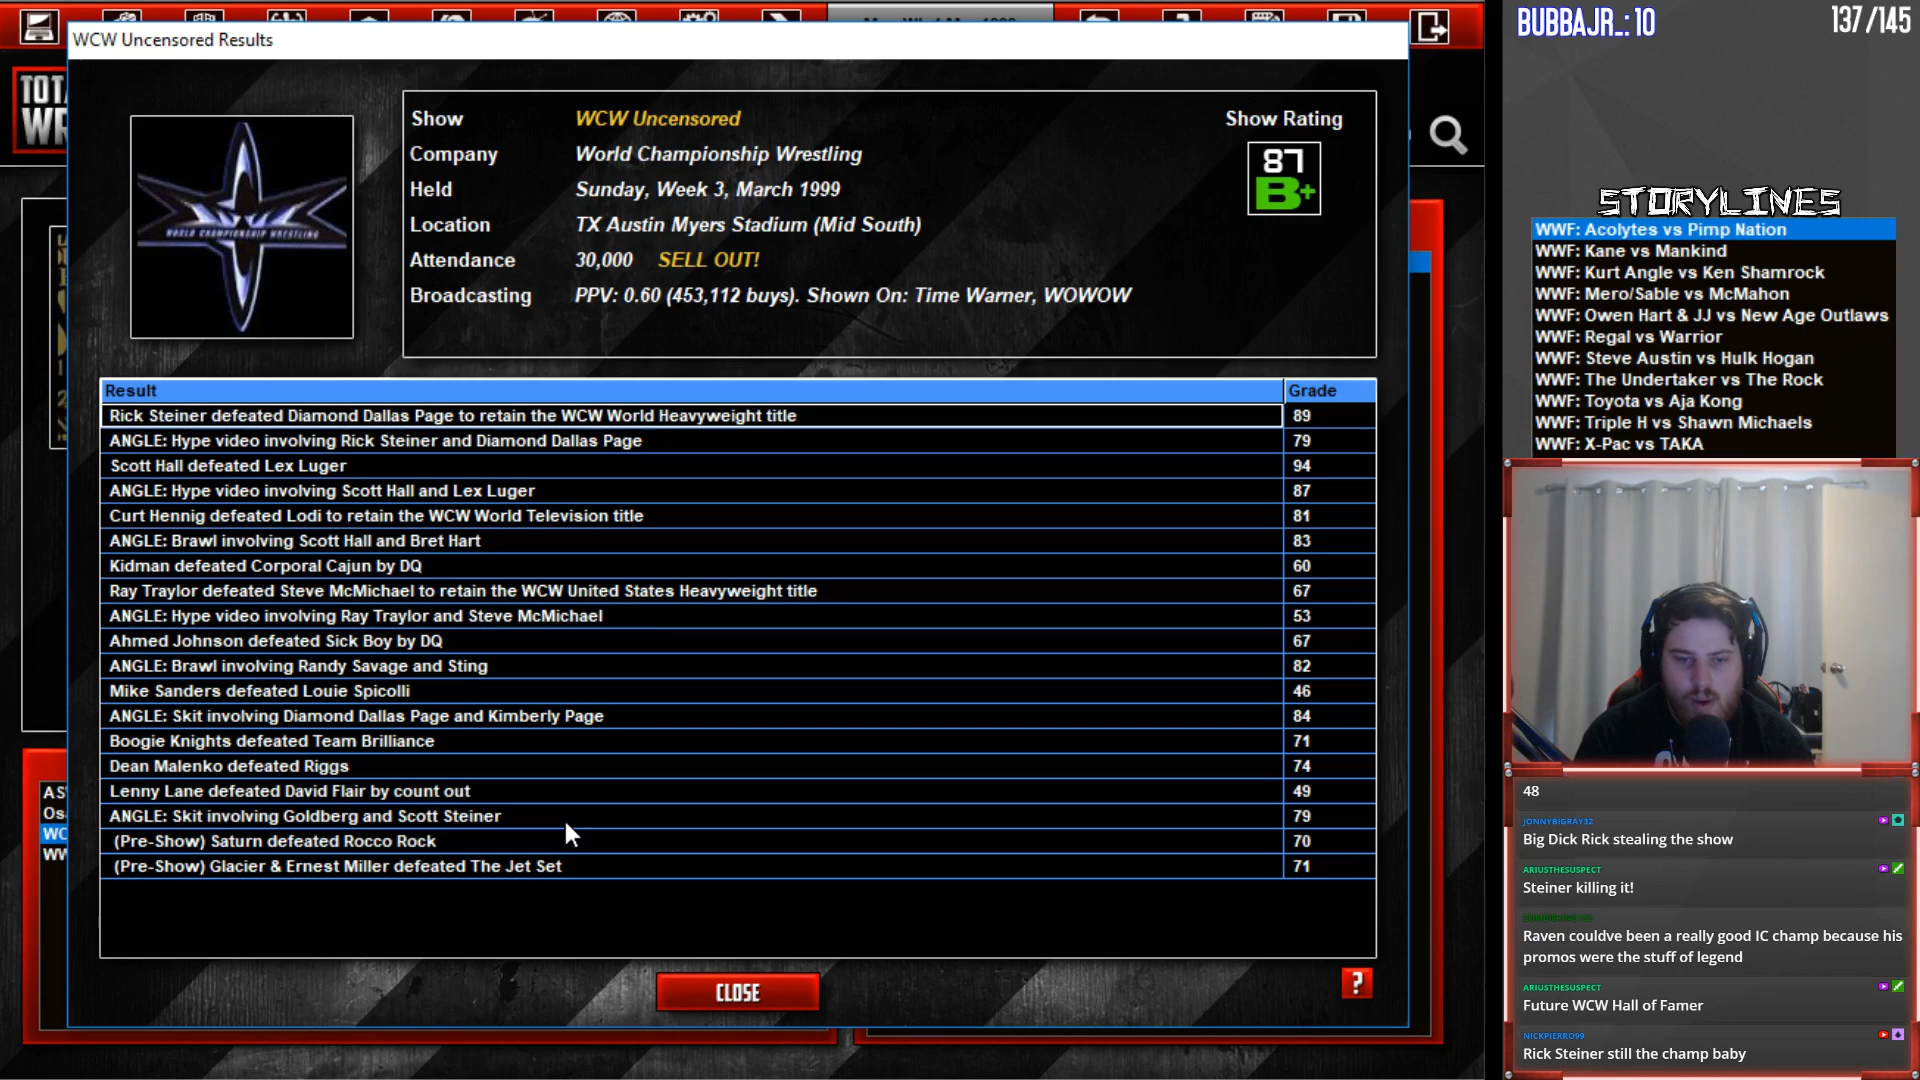 WCW Uncensored Results
BUBBAJR_: 10
137/145
TOT
WR
WORLD CHAMPIONSHIP WRESTLING
Show WCW Uncensored
Company World Championship Wrestling
Held Sunday, Week 3, March 1999
Location TX Austin Myers Stadium (Mid South)
Attendance 30,000 SELL OUT!
Broadcasting PPV: 0.60 (453,112 buys). Shown On: Time Warner, WOWOW
Show Rating
87
B+
Result Grade
Rick Steiner defeated Diamond Dallas Page to retain the WCW World Heavyweight title 89
ANGLE: Hype video involving Rick Steiner and Diamond Dallas Page 79
Scott Hall defeated Lex Luger 94
ANGLE: Hype video involving Scott Hall and Lex Luger 87
Curt Hennig defeated Lodi to retain the WCW World Television title 81
ANGLE: Brawl involving Scott Hall and Bret Hart 83
Kidman defeated Corporal Cajun by DQ 60
Ray Traylor defeated Steve McMichael to retain the WCW United States Heavyweight title 67
ANGLE: Hype video involving Ray Traylor and Steve McMichael 53
Ahmed Johnson defeated Sick Boy by DQ 67
ANGLE: Brawl involving Randy Savage and Sting 82
Mike Sanders defeated Louie Spicolli 46
ANGLE: Skit involving Diamond Dallas Page and Kimberly Page 84
Boogie Knights defeated Team Brilliance 71
Dean Malenko defeated Riggs 74
Lenny Lane defeated David Flair by count out 49
ANGLE: Skit involving Goldberg and Scott Steiner 79
(Pre-Show) Saturn defeated Rocco Rock 70
(Pre-Show) Glacier & Ernest Miller defeated The Jet Set 71
AS
Os
WC
WW
CLOSE
?
STORYLINES
WWF: Acolytes vs Pimp Nation
WWF: Kane vs Mankind
WWF: Kurt Angle vs Ken Shamrock
WWF: Mero/Sable vs McMahon
WWF: Owen Hart & JJ vs New Age Outlaws
WWF: Regal vs Warrior
WWF: Steve Austin vs Hulk Hogan
WWF: The Undertaker vs The Rock
WWF: Toyota vs Aja Kong
WWF: Triple H vs Shawn Michaels
WWF: X-Pac vs TAKA
48
JONNYBIGRAY32
Big Dick Rick stealing the show
ARIUSTHESUSPECT
Steiner killing it!
Raven couldve been a really good IC champ because his
promos were the stuff of legend
ARIUSTHESUSPECT
Future WCW Hall of Famer
NICKPIERRO99
Rick Steiner still the champ baby